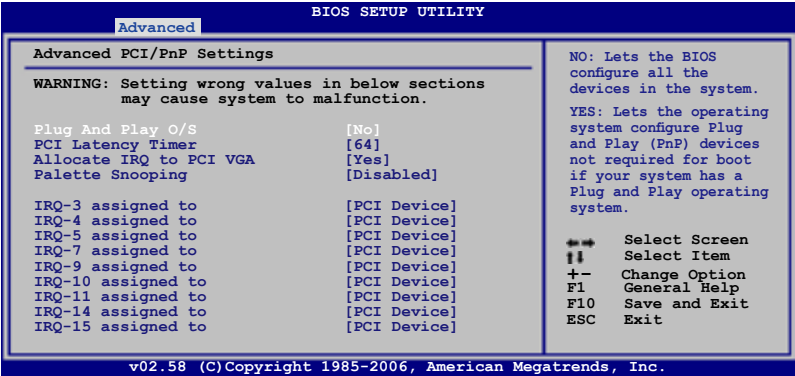 BIOS SETUP UTILITY
Advanced
Advanced PCI/PnP Settings
WARNING: Setting wrong values in below sections
may cause system to malfunction.
Plug And Play O/S [No]
PCI Latency Timer [64]
Allocate IRQ to PCI VGA [Yes]
Palette Snooping [Disabled]
IRQ-3 assigned to [PCI Device]
IRQ-4 assigned to [PCI Device]
IRQ-5 assigned to [PCI Device]
IRQ-7 assigned to [PCI Device]
IRQ-9 assigned to [PCI Device]
IRQ-10 assigned to [PCI Device]
IRQ-11 assigned to [PCI Device]
IRQ-14 assigned to [PCI Device]
IRQ-15 assigned to [PCI Device]
NO: Lets the BIOS
configure all the
devices in the system.
YES: Lets the operating
system configure Plug
and Play (PnP) devices
not required for boot
if your system has a
Plug and Play operating
system.
←→ Select Screen
↑↓ Select Item
+- Change Option
F1 General Help
F10 Save and Exit
ESC Exit
v02.58 (C)Copyright 1985-2006, American Megatrends, Inc.